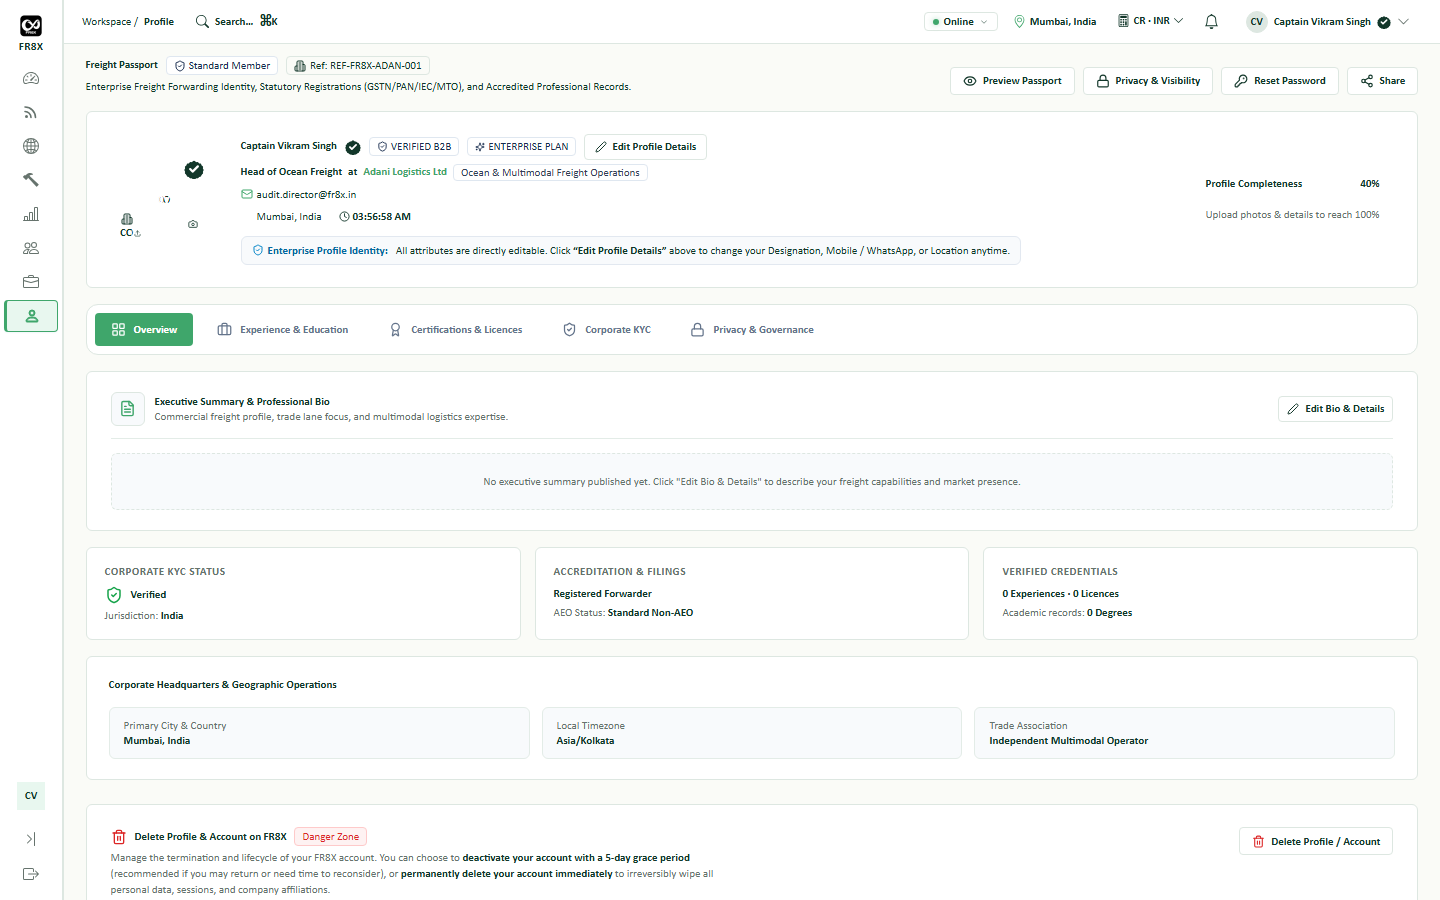 FR8X
Workspace / Profile
Search... ⌘K
Online
Mumbai, India
CR · INR
CV
Captain Vikram Singh
Freight Passport
Standard Member
Ref: REF-FR8X-ADAN-001
Enterprise Freight Forwarding Identity, Statutory Registrations (GSTN/PAN/IEC/MTO), and Accredited Professional Records.
Preview Passport
Privacy & Visibility
Reset Password
Share
CO
Captain Vikram Singh
VERIFIED B2B
ENTERPRISE PLAN
Edit Profile Details
Head of Ocean Freight at Adani Logistics Ltd
Ocean & Multimodal Freight Operations
audit.director@fr8x.in
Mumbai, India
03:56:58 AM
Enterprise Profile Identity: All attributes are directly editable. Click “Edit Profile Details” above to change your Designation, Mobile / WhatsApp, or Location anytime.
Profile Completeness 40%
Upload photos & details to reach 100%
Overview
Experience & Education
Certifications & Licences
Corporate KYC
Privacy & Governance
Executive Summary & Professional Bio
Commercial freight profile, trade lane focus, and multimodal logistics expertise.
Edit Bio & Details
No executive summary published yet. Click "Edit Bio & Details" to describe your freight capabilities and market presence.
CORPORATE KYC STATUS
Verified
Jurisdiction: India
ACCREDITATION & FILINGS
Registered Forwarder
AEO Status: Standard Non-AEO
VERIFIED CREDENTIALS
0 Experiences · 0 Licences
Academic records: 0 Degrees
Corporate Headquarters & Geographic Operations
Primary City & Country
Mumbai, India
Local Timezone
Asia/Kolkata
Trade Association
Independent Multimodal Operator
CV
Delete Profile & Account on FR8X
Danger Zone
Manage the termination and lifecycle of your FR8X account. You can choose to deactivate your account with a 5-day grace period
(recommended if you may return or need time to reconsider), or permanently delete your account immediately to irreversibly wipe all
personal data, sessions, and company affiliations.
Delete Profile / Account